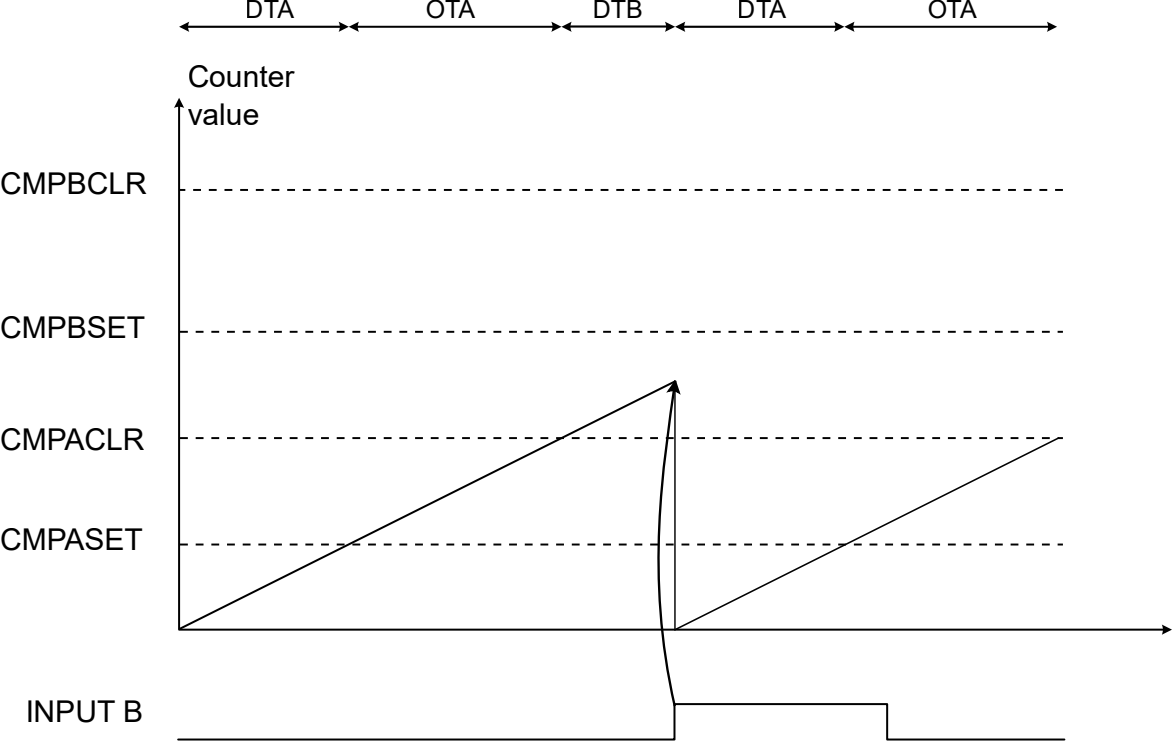 DTA OTA DTB DTA OTA
Counter
value
CMPBCLR
CMPBSET
CMPACLR
CMPASET
INPUT B